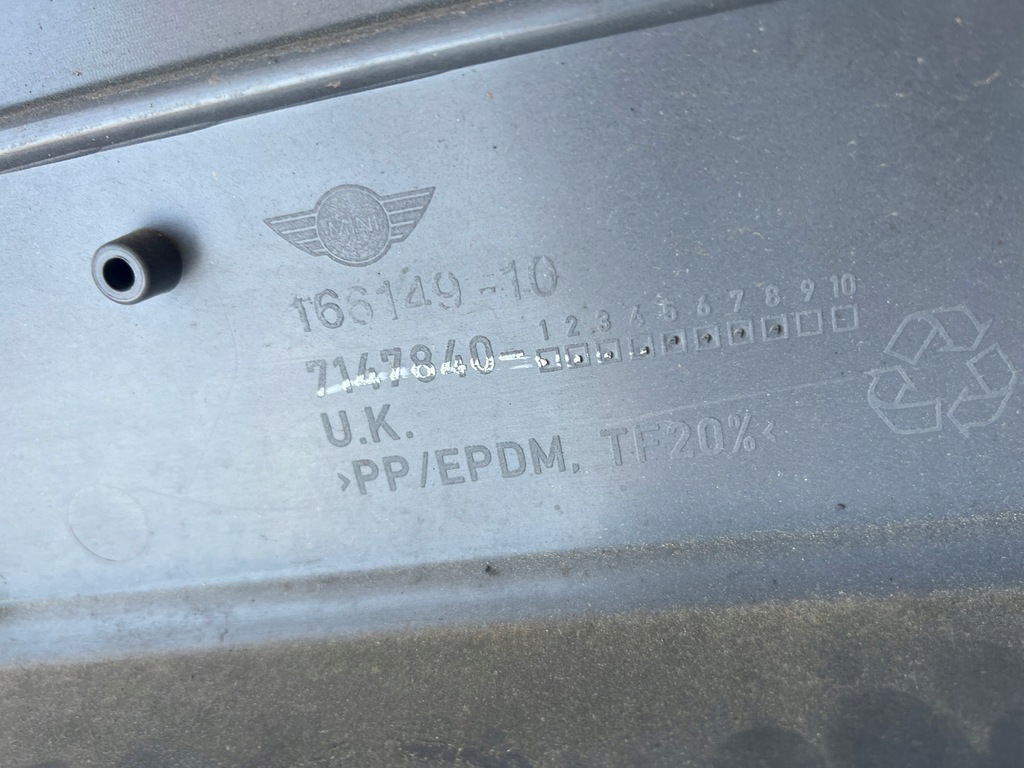 MINI
166149-10
1 2 3 4 5 6 7 8 9 10
7147840-
U.K.
>PP/EPDM, TF20%<